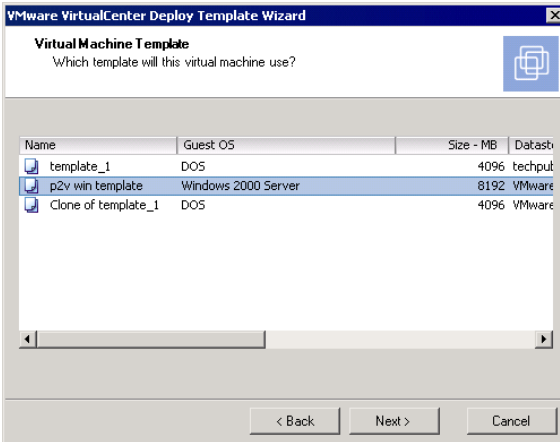 VMware VirtualCenter Deploy Template Wizard
Virtual Machine Template
Which template will this virtual machine use?
Name Guest OS Size - MB Datast
template_1 DOS 4096 techpub
p2v win template Windows 2000 Server 8192 VMware
Clone of template_1 DOS 4096 VMware
< Back Next > Cancel